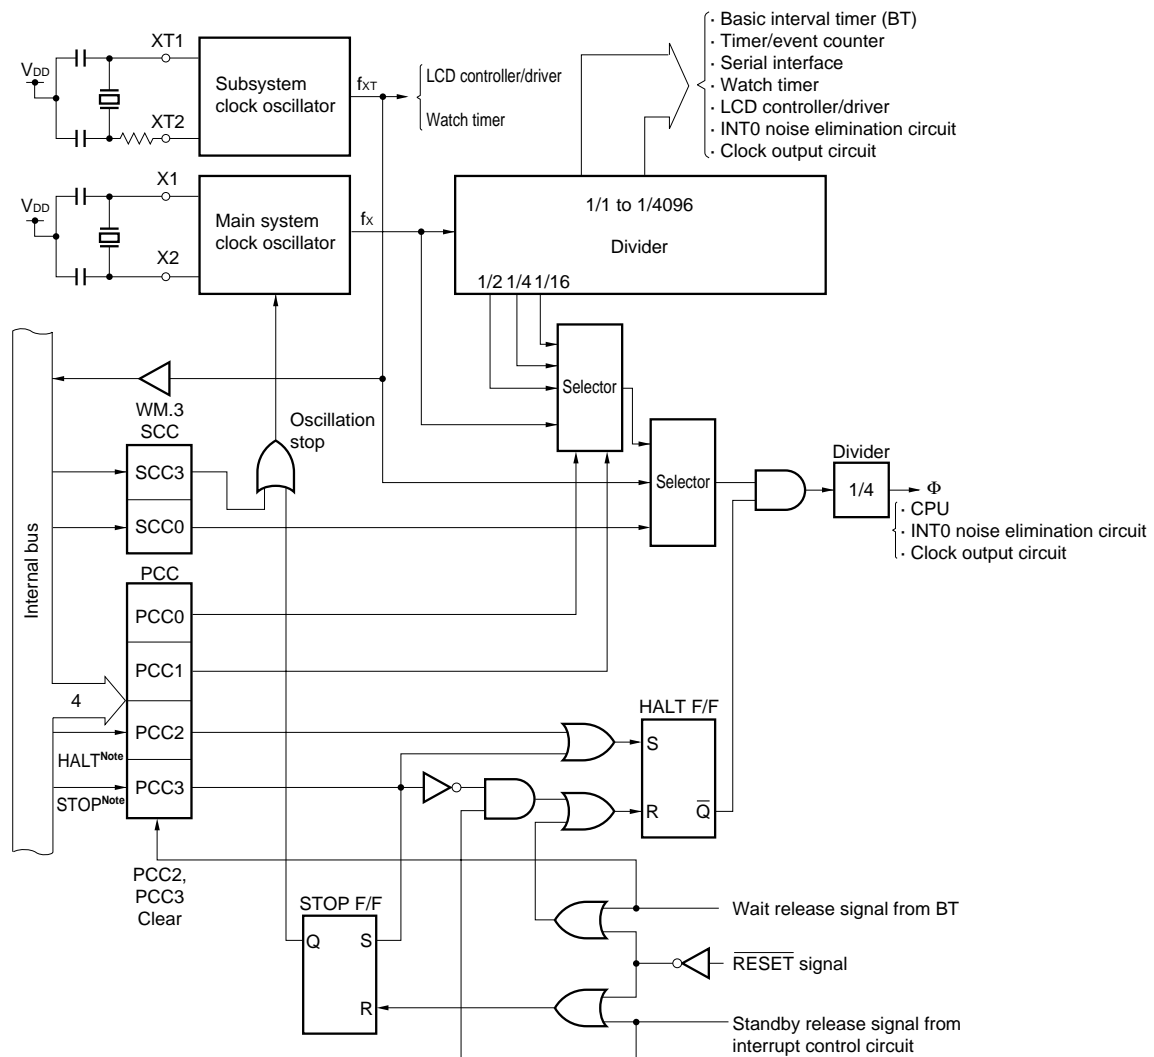 XT1
VDD
XT2
Subsystem
clock oscillator
fXT
LCD controller/driver
Watch timer
· Basic interval timer (BT)
· Timer/event counter
· Serial interface
· Watch timer
· LCD controller/driver
· INT0 noise elimination circuit
· Clock output circuit
X1
VDD
X2
Main system
clock oscillator
fX
1/1 to 1/4096
Divider
1/2 1/4 1/16
Selector
Internal bus
WM.3
SCC
SCC3
SCC0
Oscillation
stop
Selector
Divider
1/4
Φ
· CPU
· INT0 noise elimination circuit
· Clock output circuit
PCC
PCC0
PCC1
4
PCC2
HALTNote
PCC3
STOPNote
HALT F/F
S
R
Q̅
PCC2,
PCC3
Clear
STOP F/F
Q
S
R
Wait release signal from BT
R̅E̅S̅E̅T̅ signal
Standby release signal from
interrupt control circuit